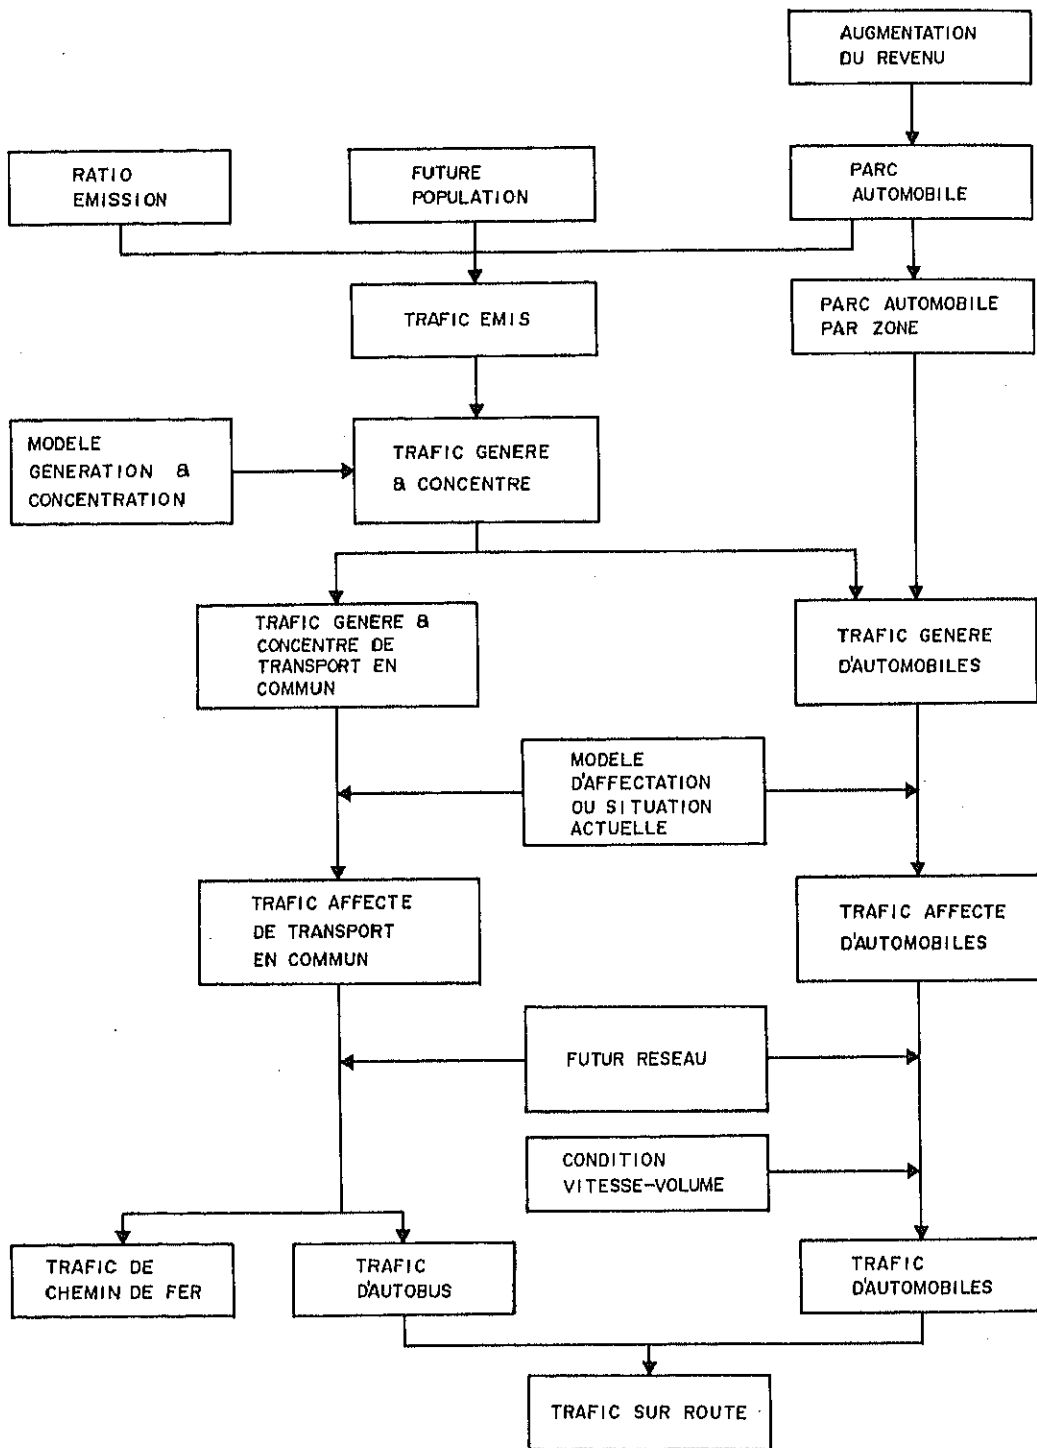 AUGMENTATION
DU REVENU
RATIO
EMISSION
FUTURE
POPULATION
PARC
AUTOMOBILE
TRAFIC EMIS
PARC AUTOMOBILE
PAR ZONE
MODELE
GENERATION &
CONCENTRATION
TRAFIC GENERE
& CONCENTRE
TRAFIC GENERE &
CONCENTRE DE
TRANSPORT EN
COMMUN
TRAFIC GENERE
D'AUTOMOBILES
MODELE
D'AFFECTATION
OU SITUATION
ACTUELLE
TRAFIC AFFECTE
DE TRANSPORT
EN COMMUN
TRAFIC AFFECTE
D'AUTOMOBILES
FUTUR RESEAU
CONDITION
VITESSE-VOLUME
TRAFIC DE
CHEMIN DE FER
TRAFIC
D'AUTOBUS
TRAFIC
D'AUTOMOBILES
TRAFIC SUR ROUTE